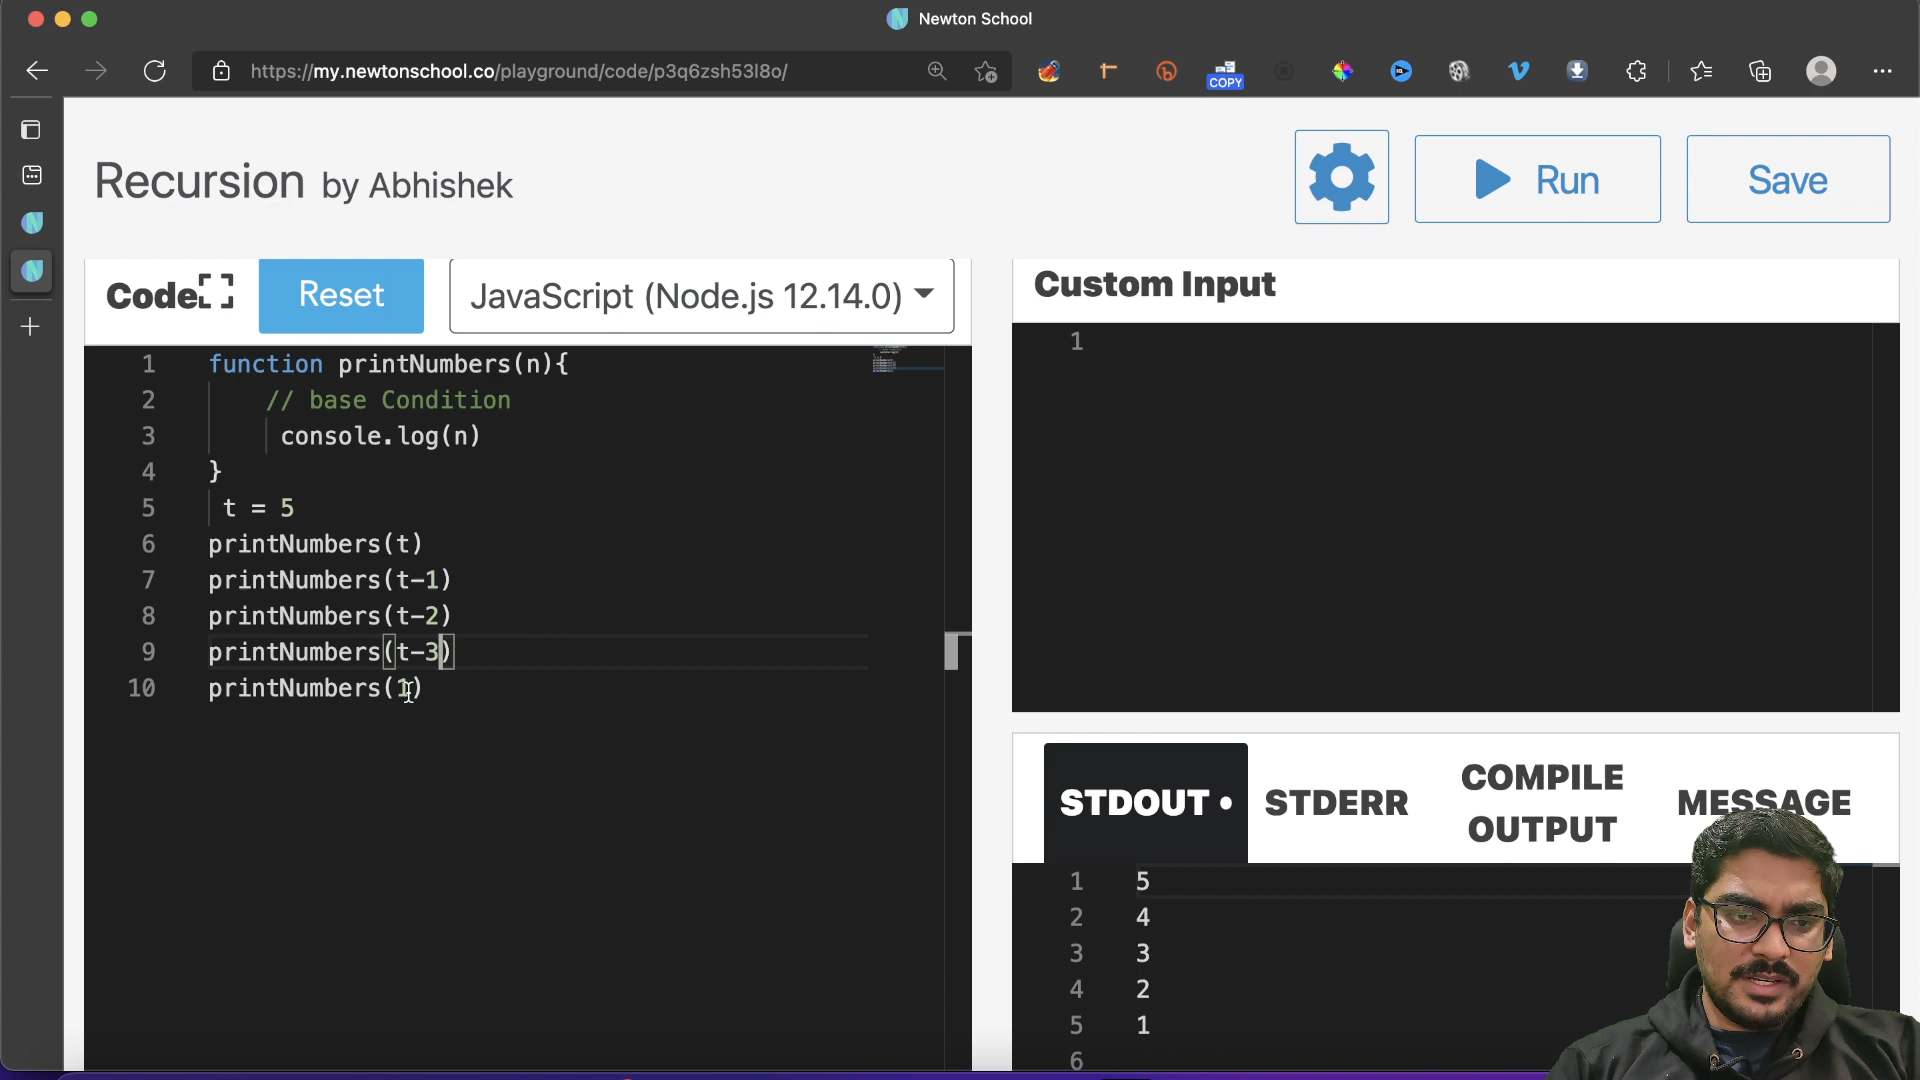 Newton School
https://my.newtonschool.co/playground/code/p3q6zsh53l8o/
COPY
Recursion by Abhishek
Run
Save
Code
Reset
JavaScript (Node.js 12.14.0)
Custom Input
1 function printNumbers(n){
2 // base Condition
3 console.log(n)
4 }
5 t = 5
6 printNumbers(t)
7 printNumbers(t-1)
8 printNumbers(t-2)
9 printNumbers(t-3)
10 printNumbers(1)
1
STDOUT •
STDERR
COMPILE
OUTPUT
MESSAGE
1 5
2 4
3 3
4 2
5 1
6